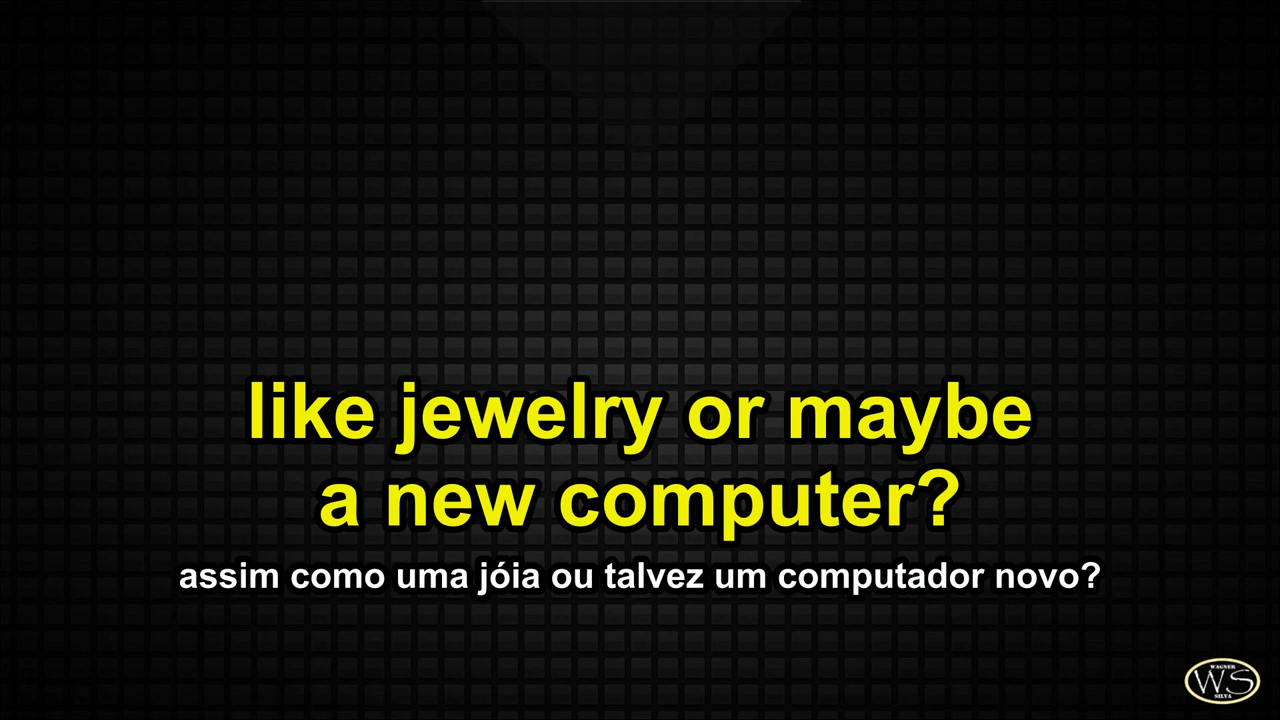 like jewelry or maybe
a new computer?
assim como uma jóia ou talvez um computador novo?
WAGNER
WS
SILVA